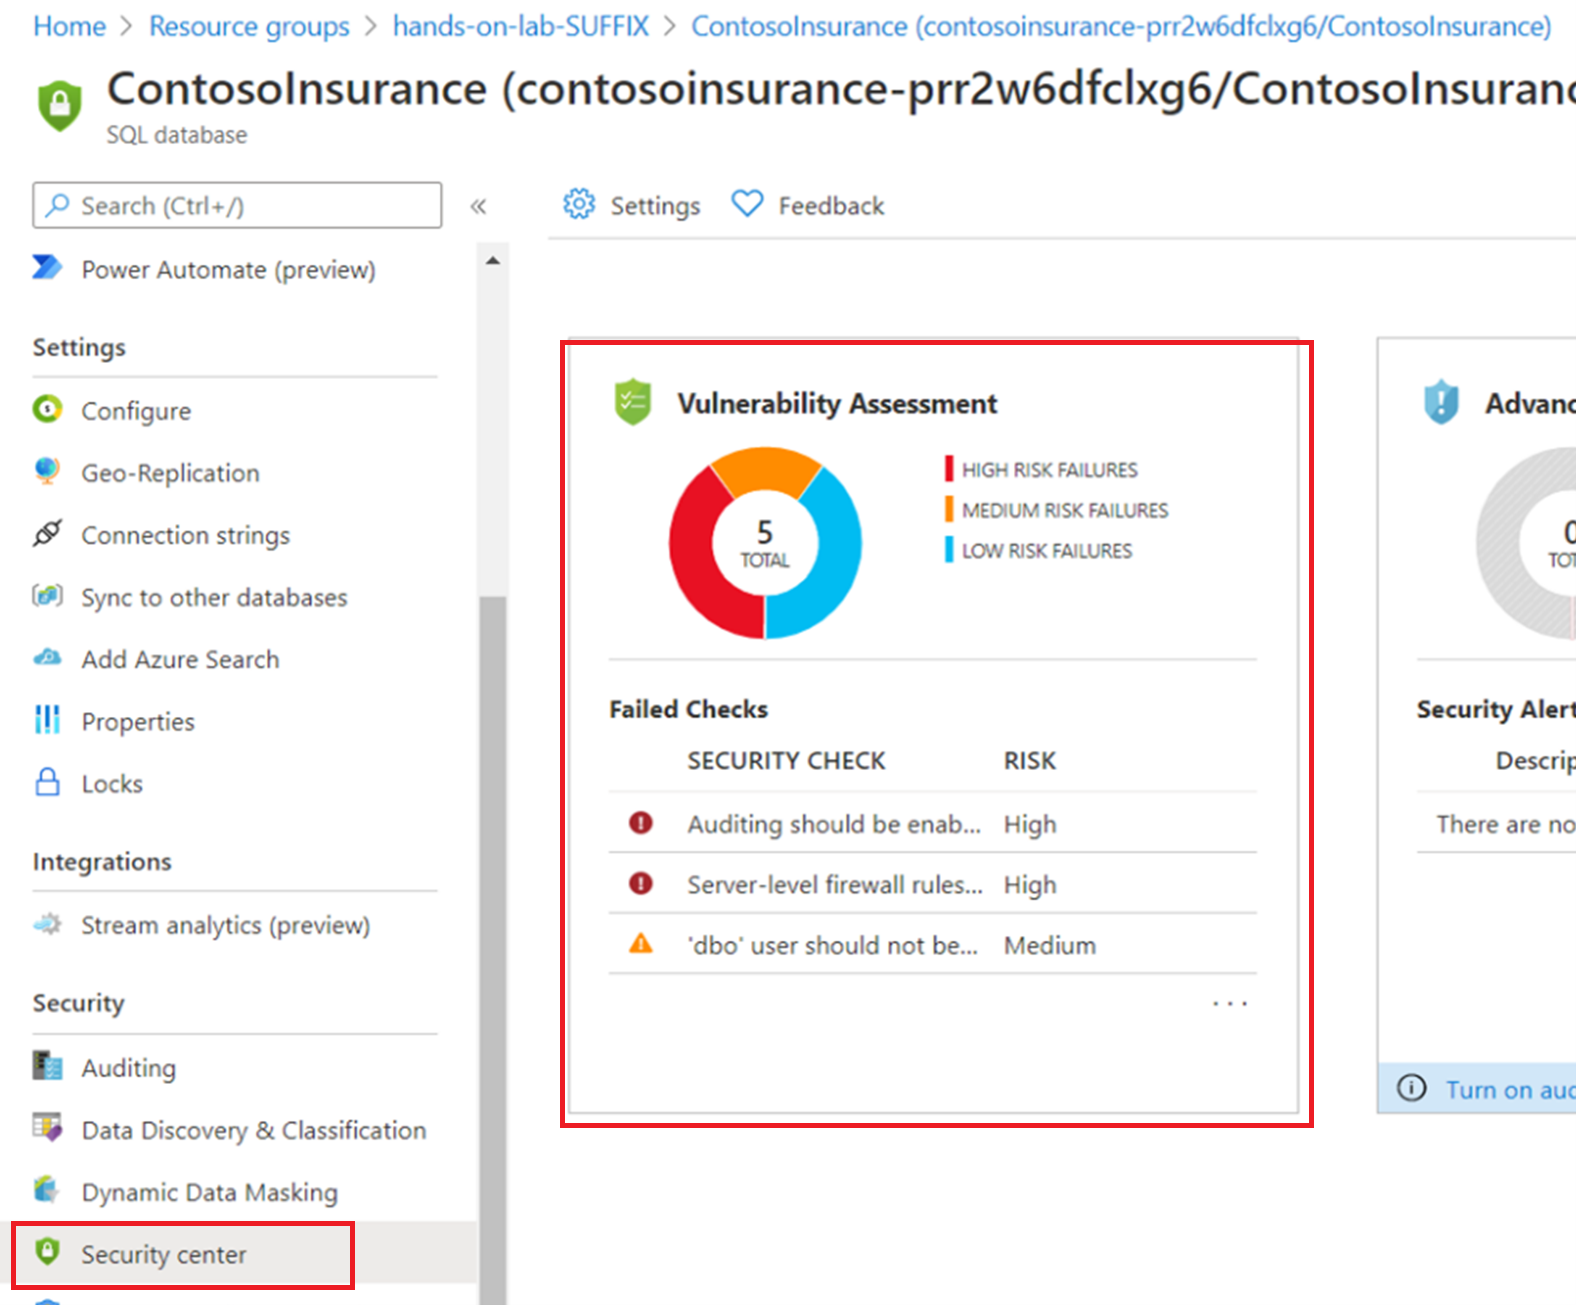 Home > Resource groups > hands-on-lab-SUFFIX > ContosoInsurance (contosoinsurance-prr2w6dfclxg6/ContosoInsurance)
ContosoInsurance (contosoinsurance-prr2w6dfclxg6/ContosoInsuranc
SQL database
Search (Ctrl+/)
«
Settings
Feedback
Power Automate (preview)
Settings
Configure
Geo-Replication
Connection strings
Sync to other databases
Add Azure Search
Properties
Locks
Integrations
Stream analytics (preview)
Security
Auditing
Data Discovery & Classification
Dynamic Data Masking
Security center
Vulnerability Assessment
5
TOTAL
HIGH RISK FAILURES
MEDIUM RISK FAILURES
LOW RISK FAILURES
Failed Checks
SECURITY CHECK RISK
Auditing should be enab... High
Server-level firewall rules... High
'dbo' user should not be... Medium
...
Advanc
0
TOT
Security Alert
Descrip
There are no
Turn on aud